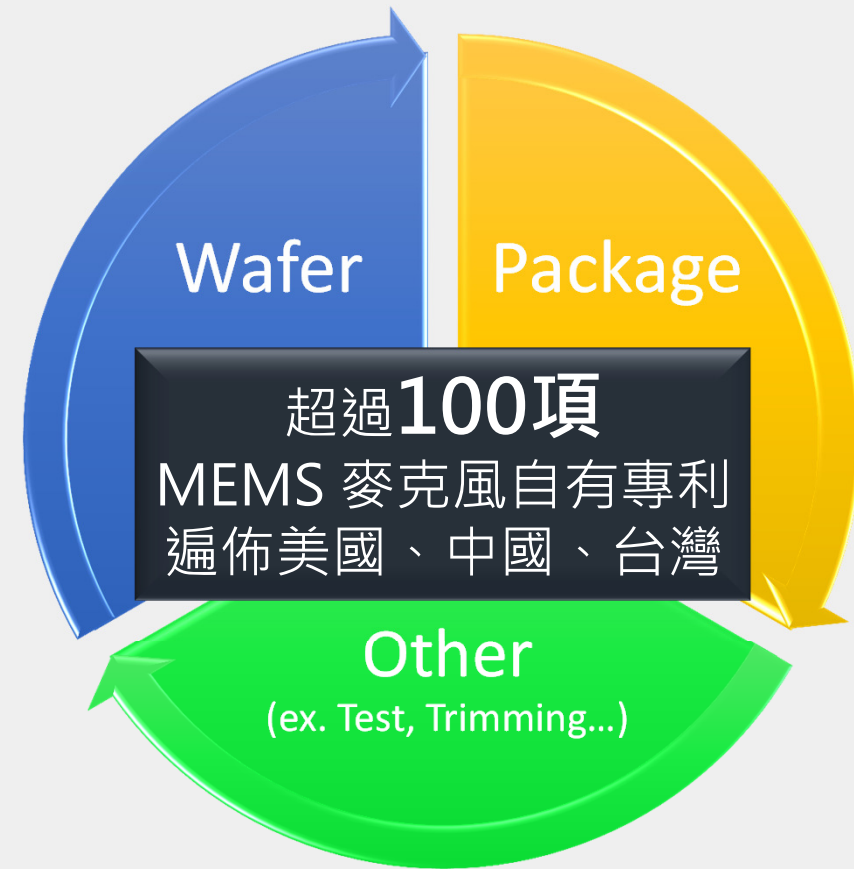 Wafer
Package
超過100項
MEMS 麥克風自有專利
遍佈美國、中國、台灣
Other
(ex. Test, Trimming…)